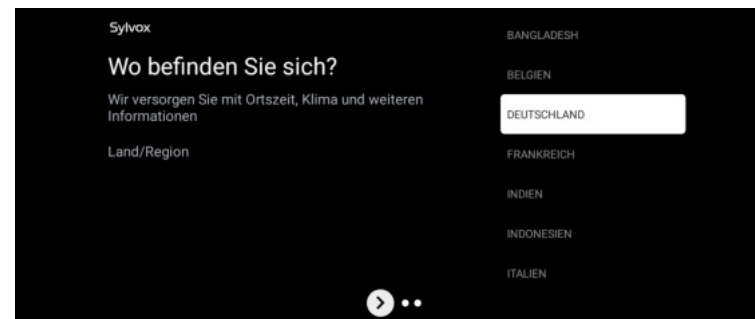 Sylvox
Wo befinden Sie sich?
Wir versorgen Sie mit Ortszeit, Klima und weiteren
Informationen
Land/Region
BANGLADESH
BELGIEN
DEUTSCHLAND
FRANKREICH
INDIEN
INDONESIEN
ITALIEN